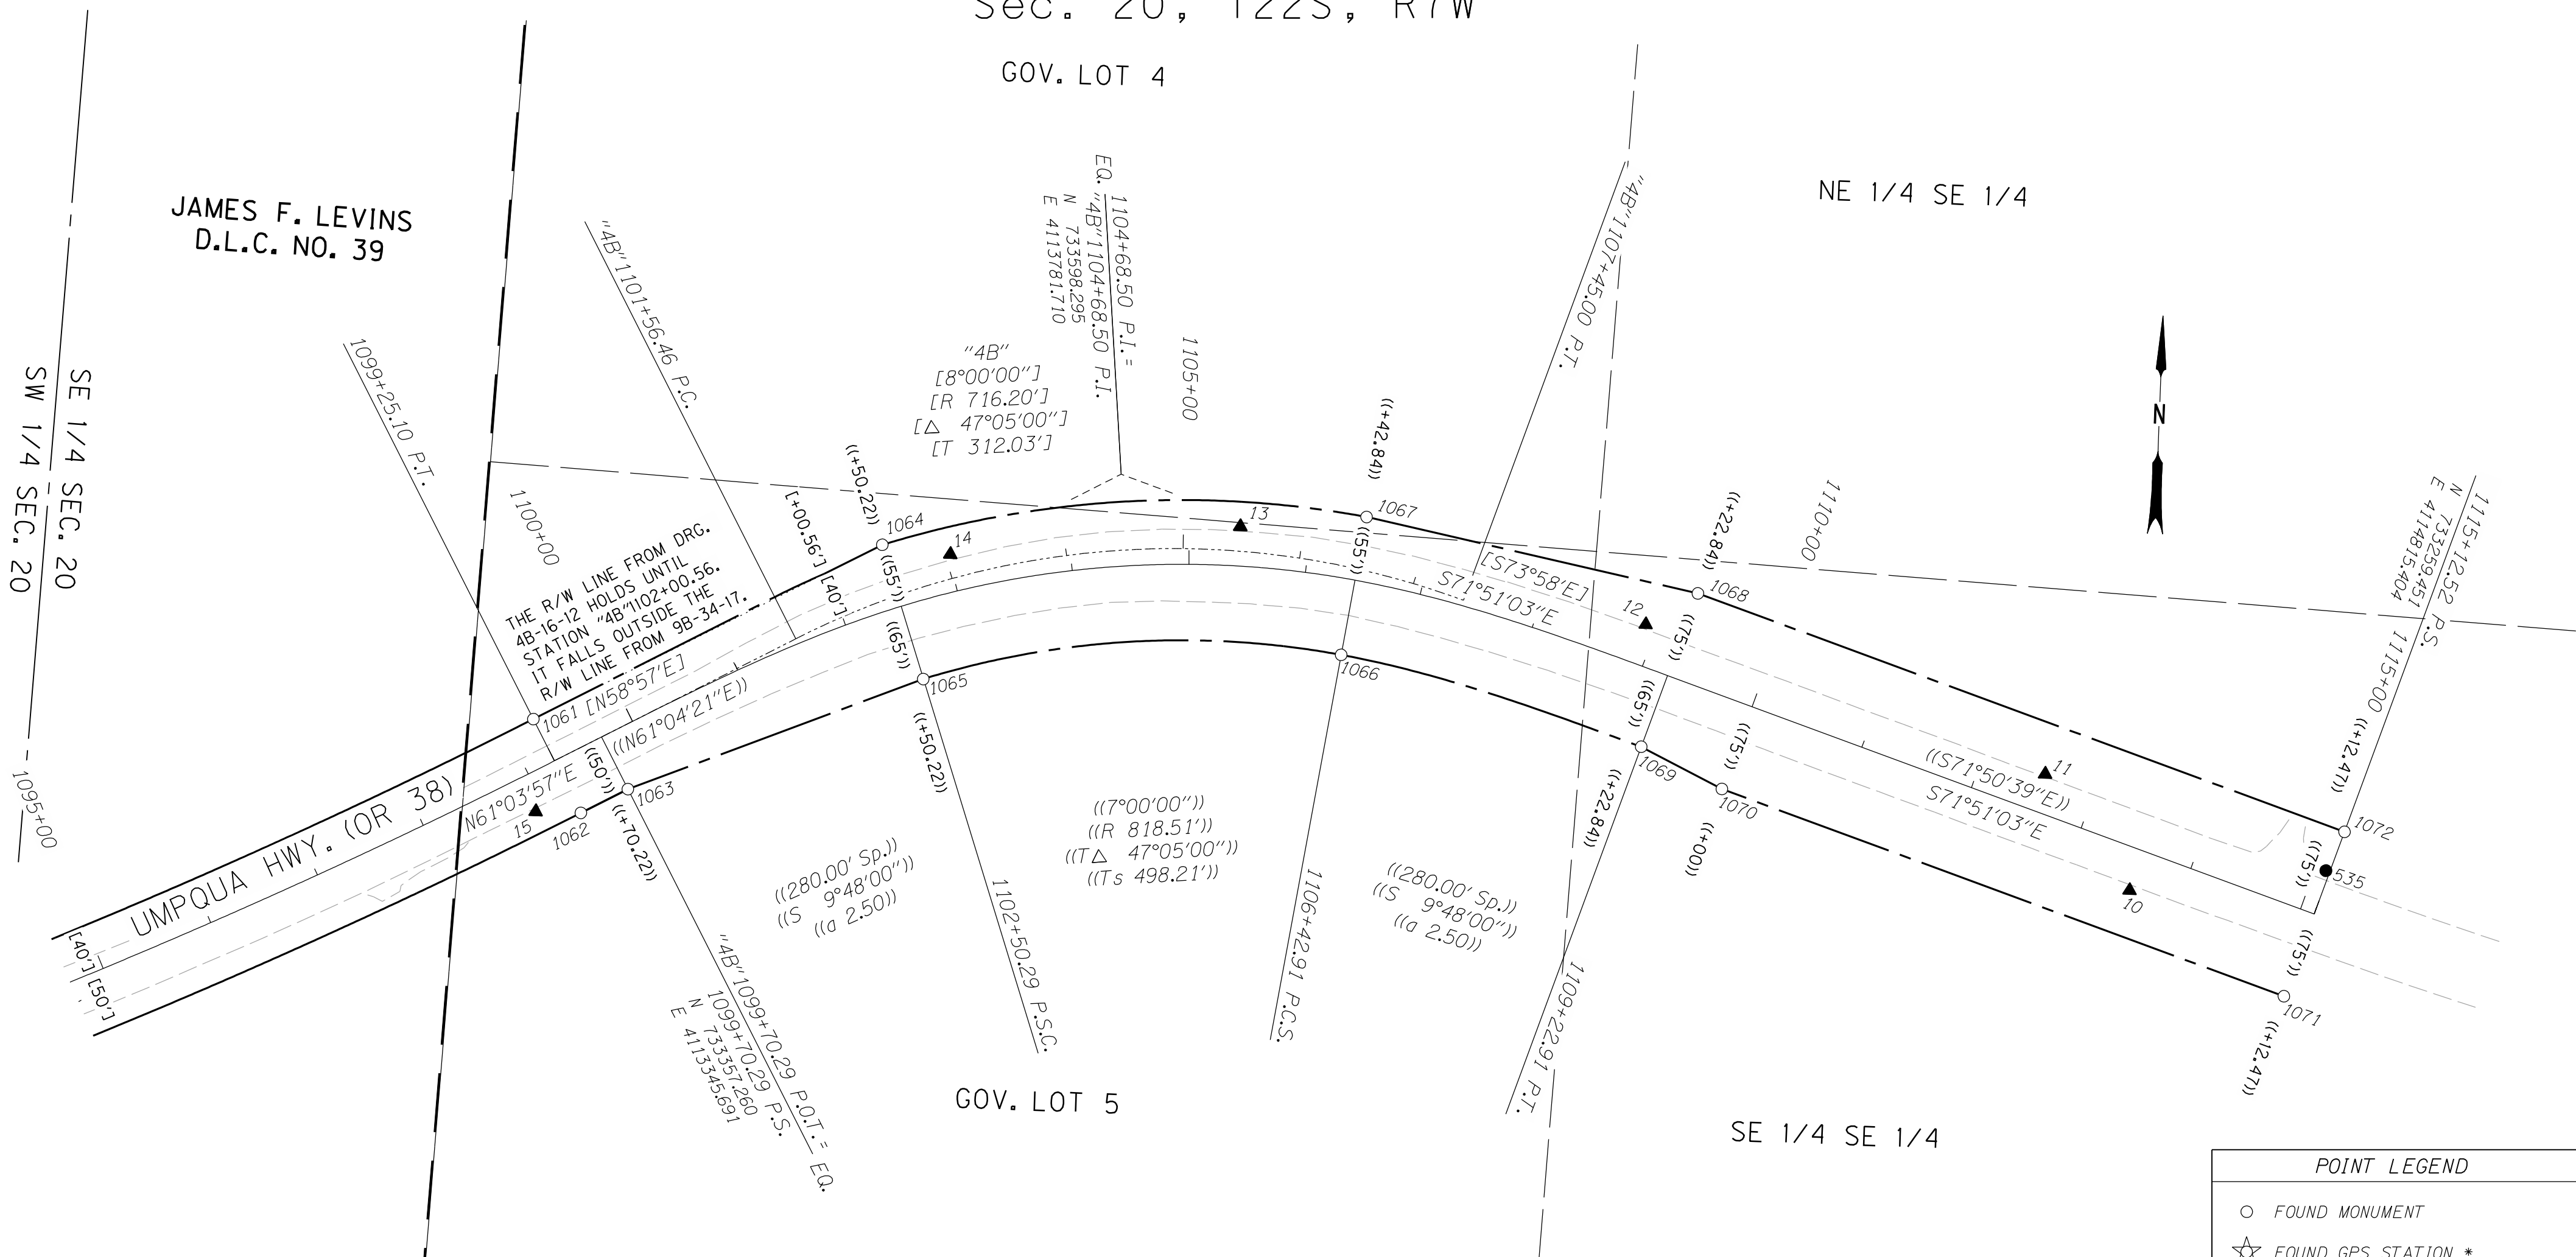 Sec. 20, T22S, R7W
GOV. LOT 4
NE 1/4 SE 1/4
JAMES F. LEVINS
D.L.C. NO. 39
SE 1/4 SEC. 20
SW 1/4 SEC. 20
1095+00
1099+25.10 P.T.
1100+00
"4B"1101+56.46 P.C.
[+00.56'] [40']
((+50.22))
1064
((55'))
14
"4B"
[8°00'00"]
[R 716.20']
[△ 47°05'00"]
[T 312.03']
1104+68.50 P.I.=
EQ. "4B"1104+68.50 P.I.
N 733598.295
E 4113781.710
1105+00
13
((+42.84))
1067
((55'))
"4B"1107+45.00 P.T.
[S73°58'E]
S71°51'03"E
12
((+22.84))
1068
((75'))
1110+00
N
1115+12.52 P.S.
N 733259.451
E 4114815.404
1115+00
((+12.47))
THE R/W LINE FROM DRG.
4B-16-12 HOLDS UNTIL
STATION "4B"1102+00.56.
IT FALLS OUTSIDE THE
R/W LINE FROM 9B-34-17.
1061
[N58°57'E]
((N61°04'21"E))
N61°03'57"E
UMPQUA HWY. (OR 38)
[40']
[50']
15
1062
((50'))
1063
((+70.22))
((65'))
1065
((+50.22))
1066
((65'))
1069
((75'))
1070
((+22.84))
((+00))
((S71°50'39"E))
S71°51'03"E
11
10
1072
((75'))
535
((75'))
1071
((+12.47))
((280.00' Sp.))
((S 9°48'00"))
((a 2.50))
((7°00'00"))
((R 818.51'))
((T△ 47°05'00"))
((Ts 498.21'))
((280.00' Sp.))
((S 9°48'00"))
((a 2.50))
"4B"1099+70.29 P.O.T.= EQ.
1099+70.29 P.S.
N 733357.260
E 4113345.691
1102+50.29 P.S.C.
1106+42.91 P.C.S.
1109+22.91 P.T.
GOV. LOT 5
SE 1/4 SE 1/4
POINT LEGEND
FOUND MONUMENT
FOUND GPS STATION *